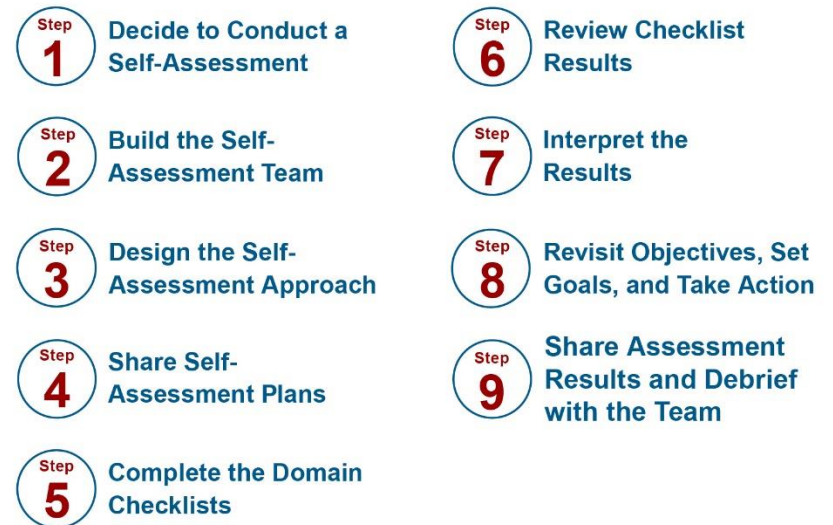 Step
1
Decide to Conduct a
Self-Assessment
Step
2
Build the Self-
Assessment Team
Step
3
Design the Self-
Assessment Approach
Step
4
Share Self-
Assessment Plans
Step
5
Complete the Domain
Checklists
Step
6
Review Checklist
Results
Step
7
Interpret the
Results
Step
8
Revisit Objectives, Set
Goals, and Take Action
Step
9
Share Assessment
Results and Debrief
with the Team